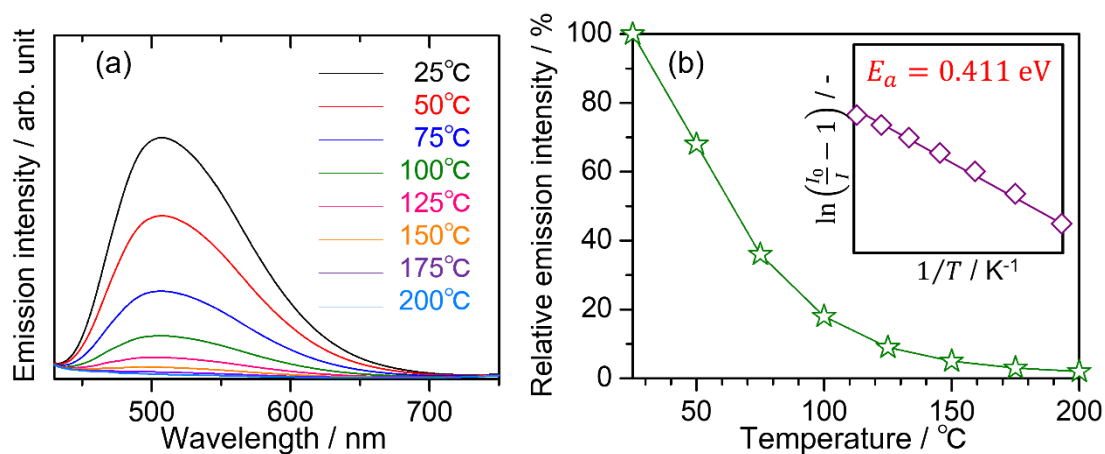 (a)
Emission intensity / arb. unit
25℃
50℃
75℃
100℃
125℃
150℃
175℃
200℃
500
600
700
Wavelength / nm
(b)
Relative emission intensity / %
100
80
60
40
20
0
50
100
150
200
Temperature / ℃
Eₐ = 0.411 eV
ln (I₀/I − 1) / -
1/T / K⁻¹